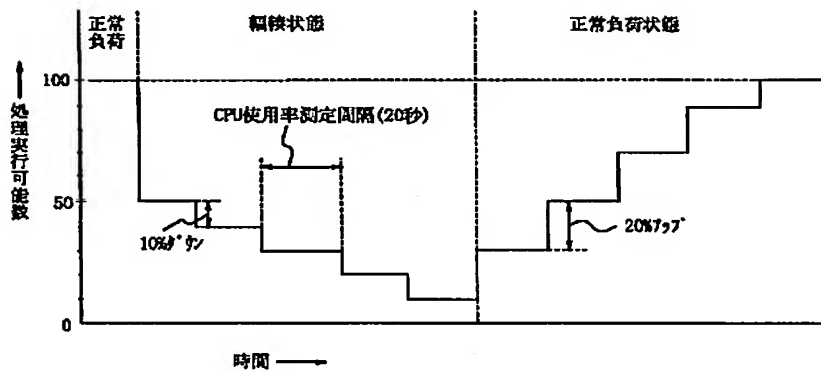 正常
負荷
輻輳状態
正常負荷状態
100
CPU使用率測定間隔(20秒)
処理実行可能数
50
10%ダウン
20%アップ
0
時間